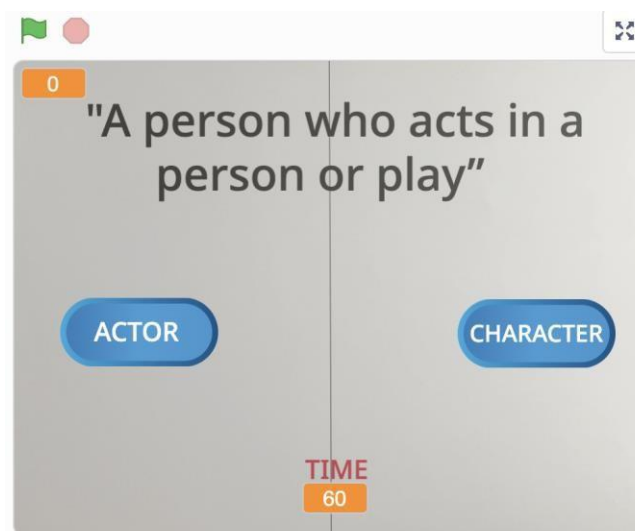 0
"A person who acts in a
person or play”
ACTOR
CHARACTER
TIME
60